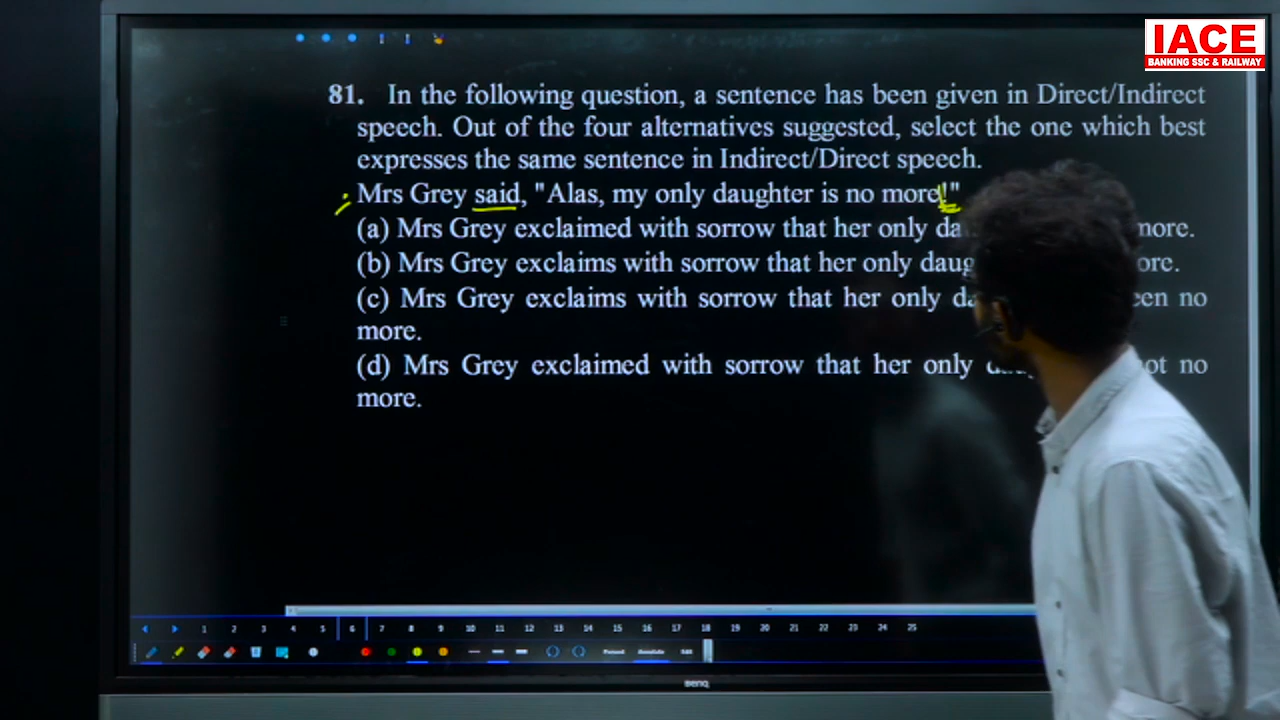 IACE
BANKING SSC & RAILWAY
81. In the following question, a sentence has been given in Direct/Indirect
speech. Out of the four alternatives suggested, select the one which best
expresses the same sentence in Indirect/Direct speech.
Mrs Grey said, "Alas, my only daughter is no more!"
(a) Mrs Grey exclaimed with sorrow that her only more.
(b) Mrs Grey exclaims with sorrow that her only
(c) Mrs Grey exclaims with sorrow that her only no
more.
(d) Mrs Grey exclaimed with sorrow that her only no
more.
1 2 3 4 5 6 7 8 9 10 11 12 13 14 15 16 17 18 19 20 21 22 23 24 25
BenQ